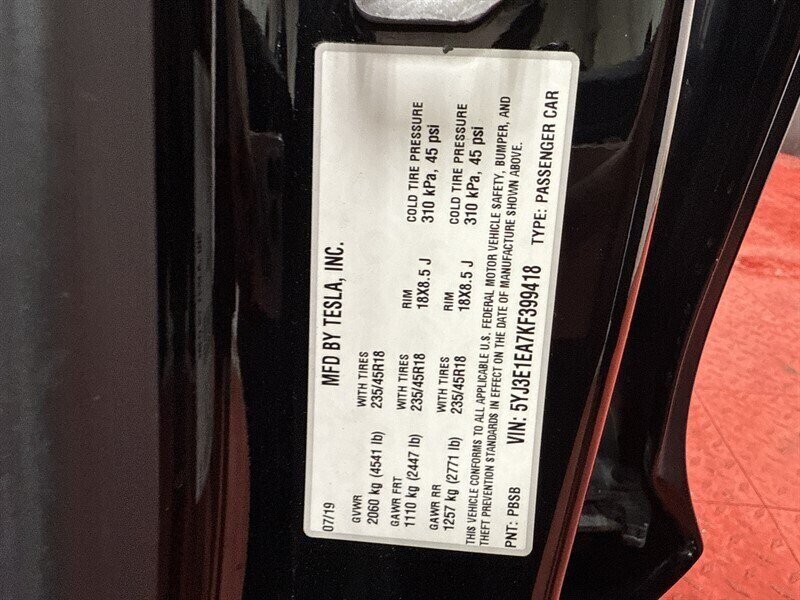 MFD BY TESLA, INC.
07/19
GVWR WITH TIRES
2060 kg (4541 lb) 235/45R18
GAWR FRT WITH TIRES RIM COLD TIRE PRESSURE
1110 kg (2447 lb) 235/45R18 18X8.5 J 310 kPa, 45 psi
GAWR RR WITH TIRES RIM COLD TIRE PRESSURE
1257 kg (2771 lb) 235/45R18 18X8.5 J 310 kPa, 45 psi
THIS VEHICLE CONFORMS TO ALL APPLICABLE U.S. FEDERAL MOTOR VEHICLE SAFETY, BUMPER, AND
THEFT PREVENTION STANDARDS IN EFFECT ON THE DATE OF MANUFACTURE SHOWN ABOVE.
PNT: PBSB VIN: 5YJ3E1EA7KF399418 TYPE: PASSENGER CAR